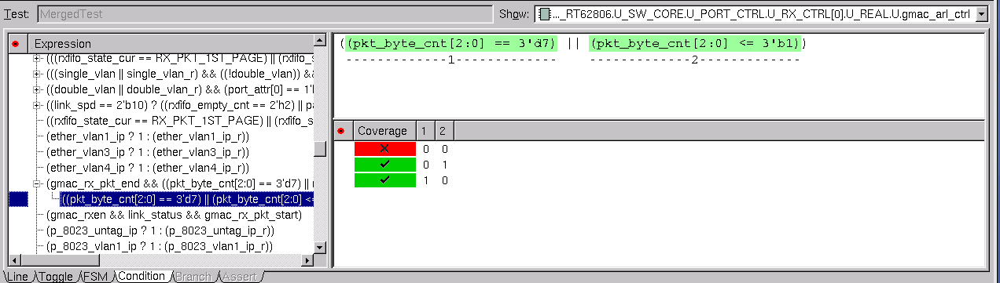 Test: MergedTest Show: ..._RT62806.U_SW_CORE.U_PORT_CTRL.U_RX_CTRL[0].U_REAL.U.gmac_arl_ctrl
Expression
(((rxfifo_state_cur == RX_PKT_1ST_PAGE) || (rxfifo_s
(((single_vlan || single_vlan_r) && ((!double_vlan)) &&
((double_vlan || double_vlan_r) && (port_attr[0] == 1'b
((link_spd == 2'b10) ? ((rxfifo_empty_cnt == 2'h2) || pa
((rxfifo_state_cur == RX_PKT_1ST_PAGE) || (rxfifo_st
(ether_vlan1_ip ? 1 : (ether_vlan1_ip_r))
(ether_vlan3_ip ? 1 : (ether_vlan3_ip_r))
(ether_vlan4_ip ? 1 : (ether_vlan4_ip_r))
(gmac_rx_pkt_end && ((pkt_byte_cnt[2:0] == 3'd7) ||
((pkt_byte_cnt[2:0] == 3'd7) || (pkt_byte_cnt[2:0] <=
(gmac_rxen && link_status && gmac_rx_pkt_start)
(p_8023_untag_ip ? 1 : (p_8023_untag_ip_r))
(p_8023_vlan1_ip ? 1 : (p_8023_vlan1_ip_r))
((pkt_byte_cnt[2:0] == 3'd7) || (pkt_byte_cnt[2:0] <= 3'b1))
-------------1------------- -------------2-------------
Coverage 1 2
0 0
0 1
1 0
Line Toggle FSM Condition Branch Assert